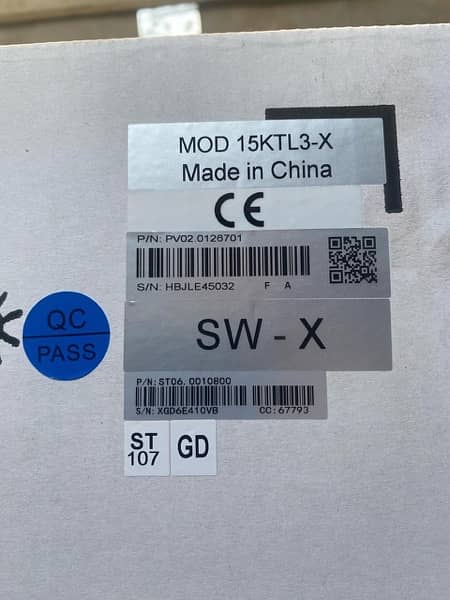 MOD 15KTL3-X
Made in China
CE
P/N: PV02.0126701
S/N: HBJLE45032 F A
SW - X
P/N:ST06.0010800
S/N:XGD6E410VB CC:67793
QC
PASS
ST
107
GD